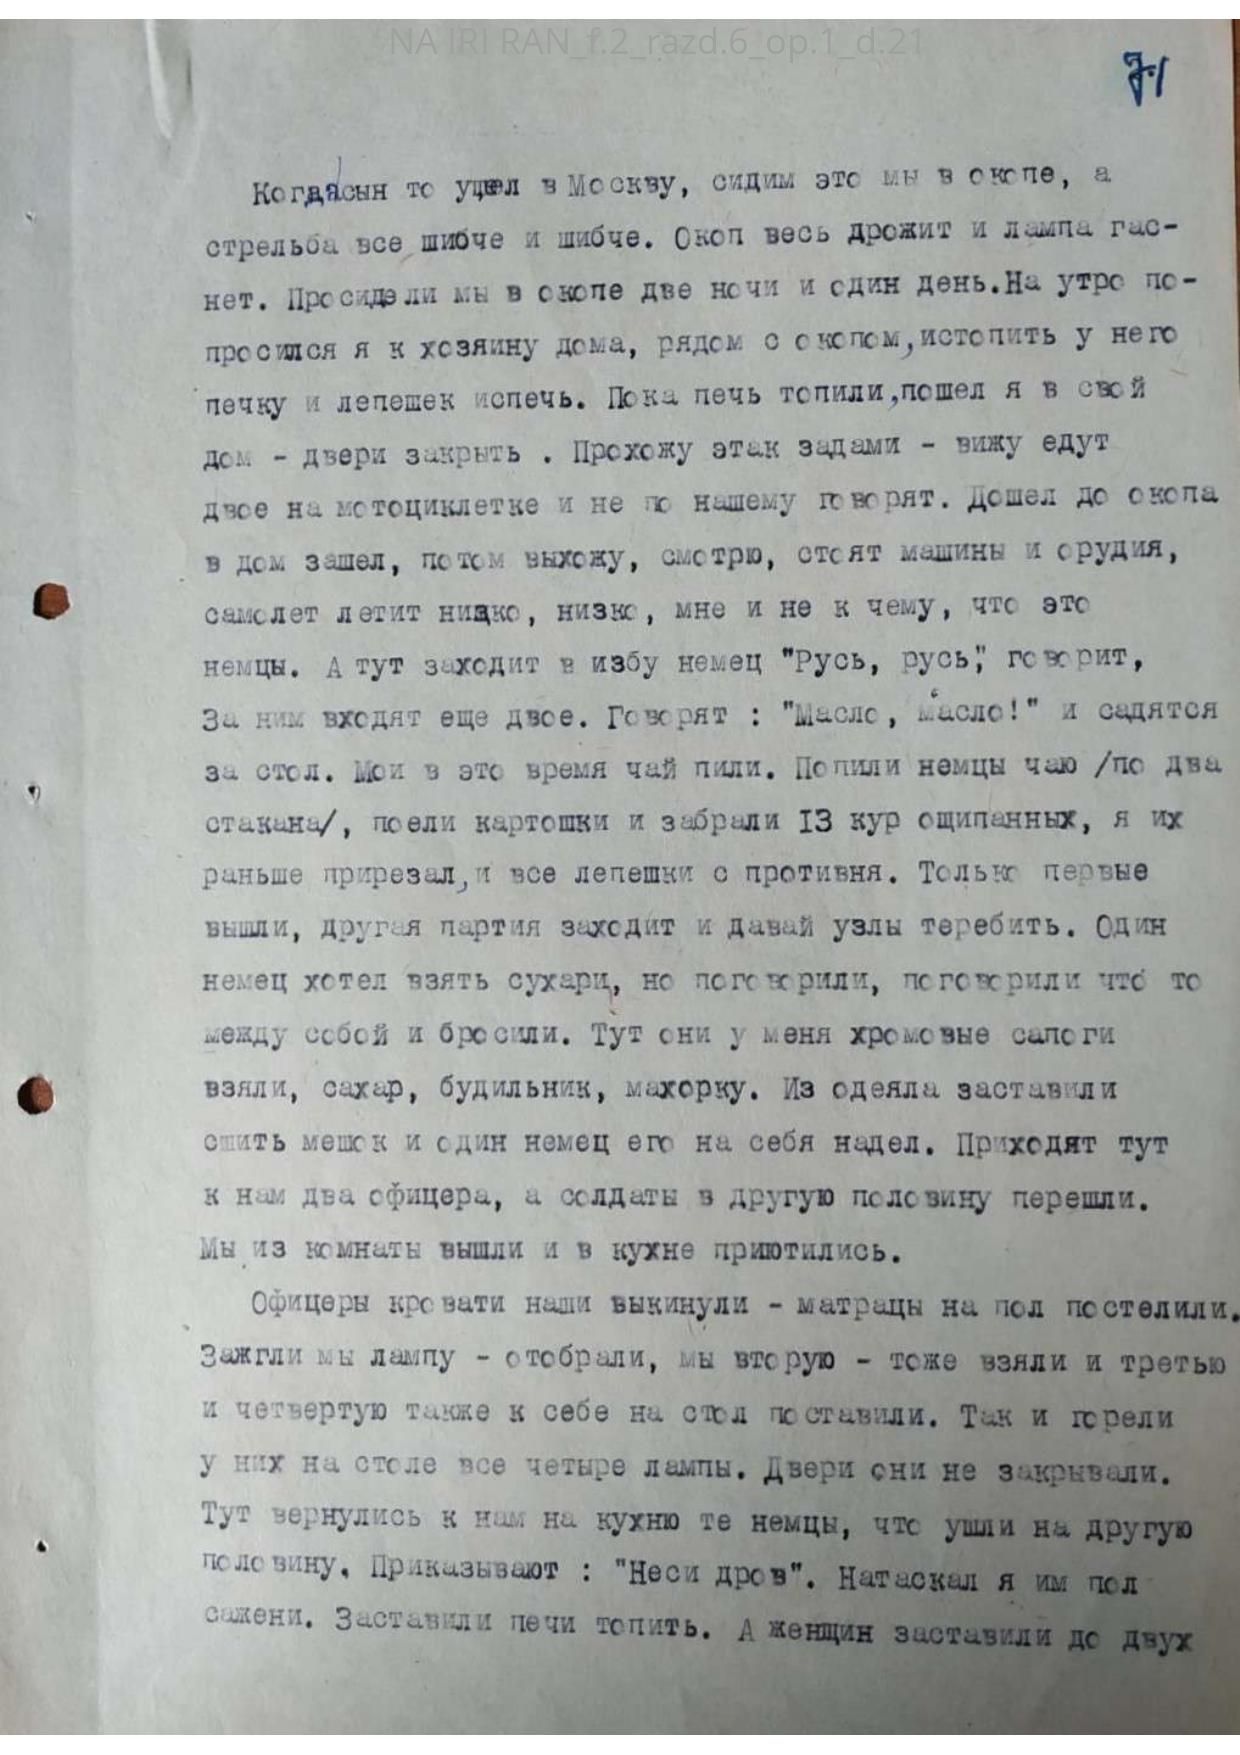 NA IRI RAN_f.2_razd.6_op.1_d.21
71
Когда сын то ушел в Москву, сидим это мы в окопе, а
стрельба все шибче и шибче. Окоп весь дрожит и лампа гас-
нет. Просидели мы в окопе две ночи и один день.На утро по-
просился я к хозяину дома, рядом с окопом,истопить у него
печку и лепешек испечь. Пока печь топили,пошел я в свой
дом - двери закрыть . Прохожу этак задами - вижу едут
двое на мотоциклетке и не по нашему говорят. Дошел до окопа
в дом зашел, потом выхожу, смотрю, стоят машины и орудия,
самолет летит низко, низко, мне и не к чему, что это
немцы. А тут заходит в избу немец "Русь, русь", говорит,
За ним входят еще двое. Говорят : "Масло, масло!" и садятся
за стол. Мои в это время чай пили. Попили немцы чаю /по два
стакана/, поели картошки и забрали 13 кур ощипанных, я их
раньше прирезал,и все лепешки с противня. Только первые
вышли, другая партия заходит и давай узлы теребить. Один
немец хотел взять сухари, но поговорили, поговорили что то
между собой и бросили. Тут они у меня хромовые сапоги
взяли, сахар, будильник, махорку. Из одеяла заставили
сшить мешок и один немец его на себя надел. Приходят тут
к нам два офицера, а солдаты в другую половину перешли.
Мы из комнаты вышли и в кухне приютились.
Офицеры кровати наши выкинули - матрацы на пол постелили.
Зажгли мы лампу - отобрали, мы вторую - тоже взяли и третью
и четвертую также к себе на стол поставили. Так и горели
у них на столе все четыре лампы. Двери они не закрывали.
Тут вернулись к нам на кухню те немцы, что ушли на другую
половину. Приказывают : "Неси дров". Натаскал я им пол
сажени. Заставили печи топить. А женщин заставили до двух